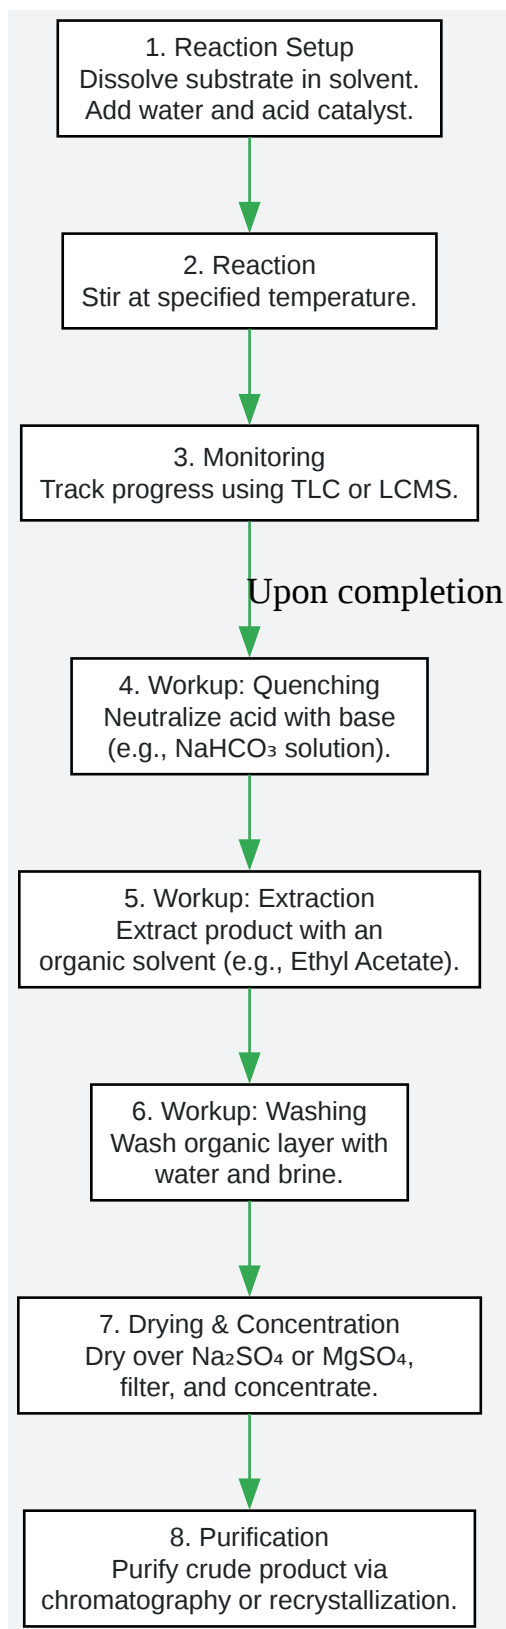 1. Reaction Setup
Dissolve substrate in solvent.
Add water and acid catalyst.
2. Reaction
Stir at specified temperature.
3. Monitoring
Track progress using TLC or LCMS.
Upon completion
4. Workup: Quenching
Neutralize acid with base
(e.g., NaHCO₃ solution).
5. Workup: Extraction
Extract product with an
organic solvent (e.g., Ethyl Acetate).
6. Workup: Washing
Wash organic layer with
water and brine.
7. Drying & Concentration
Dry over Na₂SO₄ or MgSO₄,
filter, and concentrate.
8. Purification
Purify crude product via
chromatography or recrystallization.